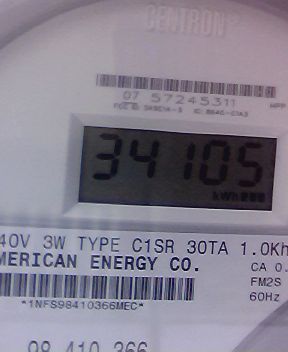 CENTRON®
07 57245311
34105
kWh
40V 3W TYPE C1SR 30TA 1.0Kh
MERICAN ENERGY CO.
CA 0.
FM2S
60Hz
*1NFS98410366MEC*
98 410 366